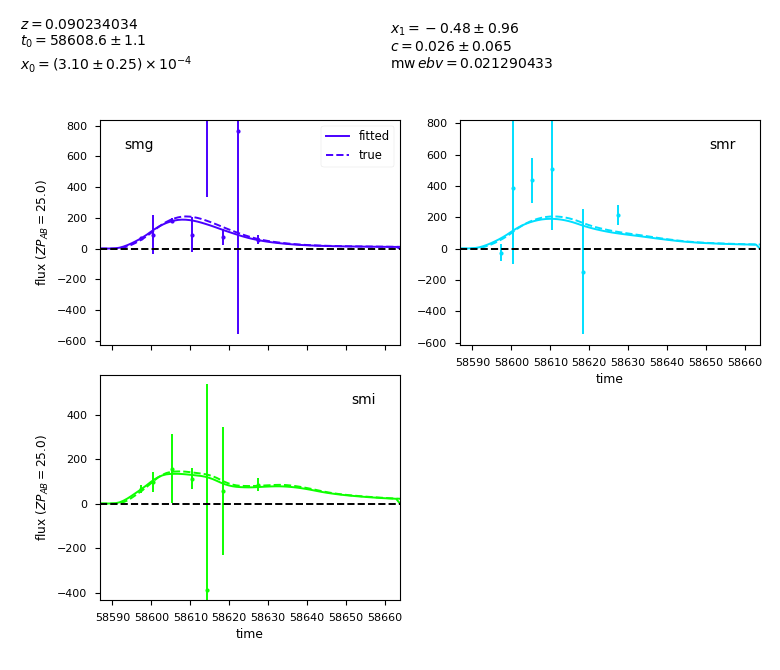 z = 0.090234034
t₀ = 58608.6 ± 1.1
x₀ = (3.10 ± 0.25) × 10⁻⁴
x₁ = −0.48 ± 0.96
c = 0.026 ± 0.065
mw ebv = 0.021290433
smg
fitted
true
800
600
400
200
0
−200
−400
−600
flux (ZP_AB = 25.0)
smr
800
600
400
200
0
−200
−400
−600
58590 58600 58610 58620 58630 58640 58650 58660
time
smi
400
200
0
−200
−400
flux (ZP_AB = 25.0)
58590 58600 58610 58620 58630 58640 58650 58660
time